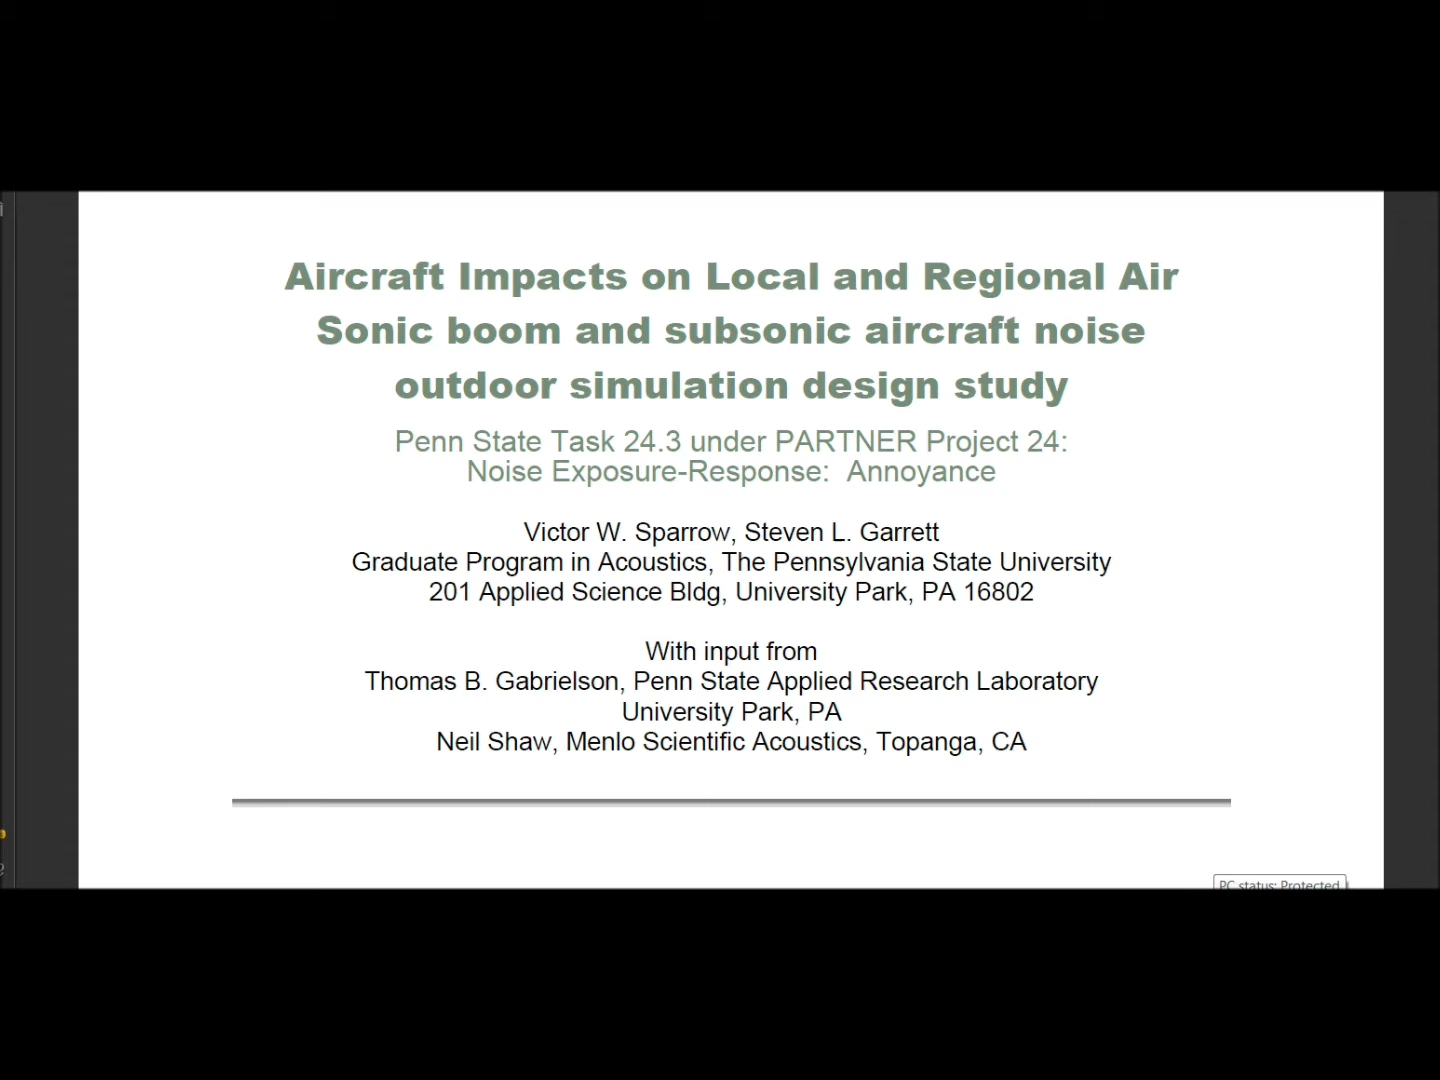 Aircraft Impacts on Local and Regional Air
Sonic boom and subsonic aircraft noise
outdoor simulation design study
Penn State Task 24.3 under PARTNER Project 24:
Noise Exposure-Response: Annoyance
Victor W. Sparrow, Steven L. Garrett
Graduate Program in Acoustics, The Pennsylvania State University
201 Applied Science Bldg, University Park, PA 16802
With input from
Thomas B. Gabrielson, Penn State Applied Research Laboratory
University Park, PA
Neil Shaw, Menlo Scientific Acoustics, Topanga, CA
PC status: Protected